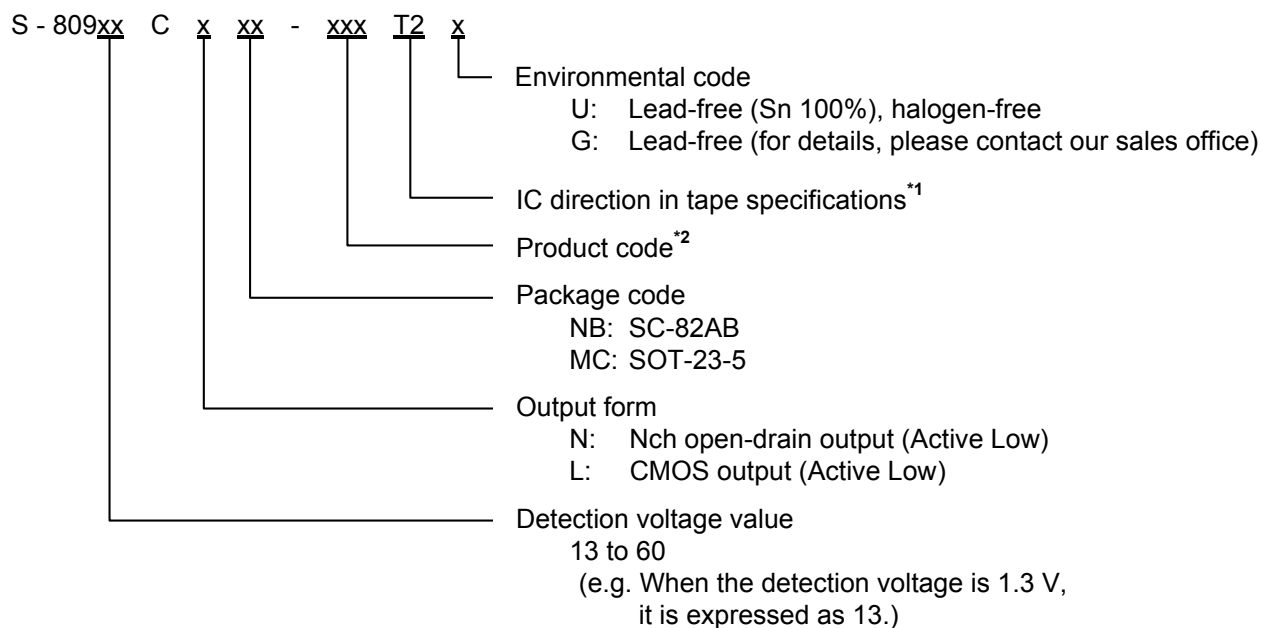 S - 809xx C x xx - xxx T2 x
Environmental code
U: Lead-free (Sn 100%), halogen-free
G: Lead-free (for details, please contact our sales office)
IC direction in tape specifications*1
Product code*2
Package code
NB: SC-82AB
MC: SOT-23-5
Output form
N: Nch open-drain output (Active Low)
L: CMOS output (Active Low)
Detection voltage value
13 to 60
(e.g. When the detection voltage is 1.3 V,
it is expressed as 13.)